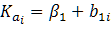 K_{a_i} = β_1 + b_{1i}